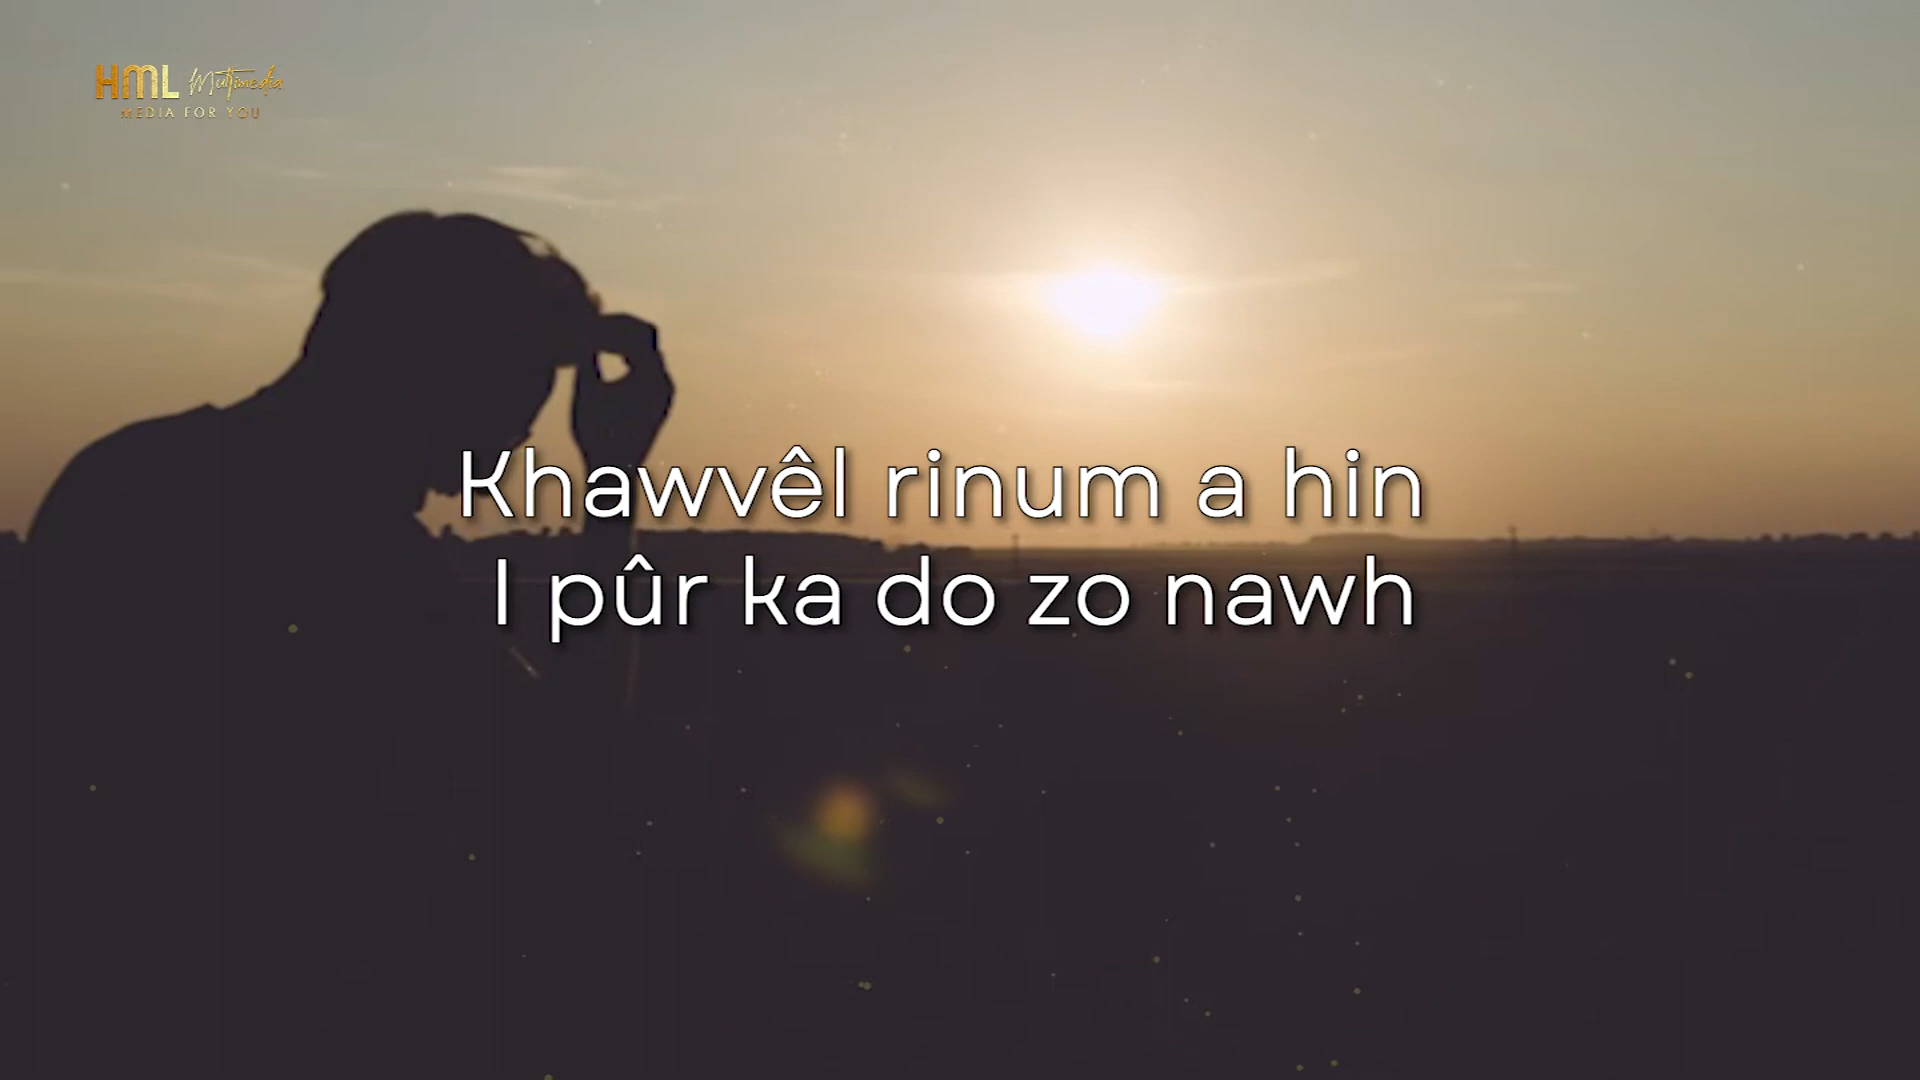 HML Multimedia
MEDIA FOR YOU
Khawvêl rinum a hin
I pûr ka do zo nawh